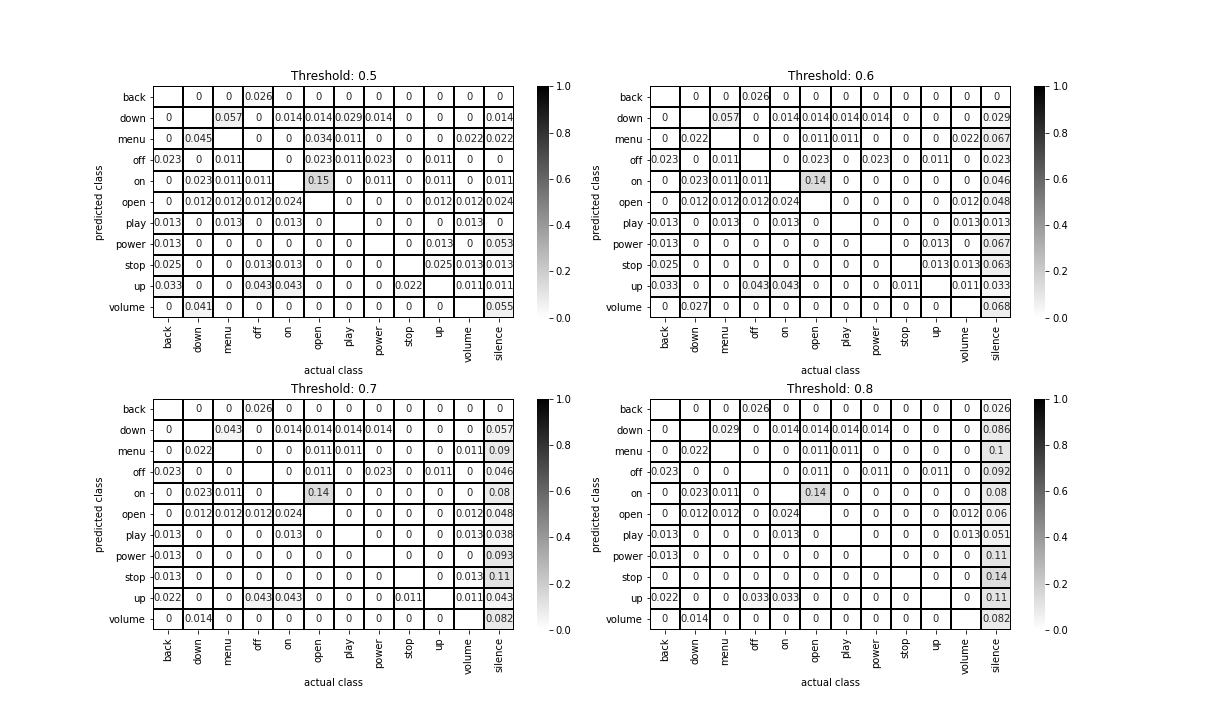 Threshold: 0.5
predicted class
back 0 0 0.026 0 0 0 0 0 0 0 0
down 0 0.057 0 0.014 0.014 0.029 0.014 0 0 0 0.014
menu 0 0.045 0 0 0.034 0.011 0 0 0 0.022 0.022
off 0.023 0 0.011 0 0.023 0.011 0.023 0 0.011 0 0
on 0 0.023 0.011 0.011 0.15 0 0.011 0 0.011 0 0.011
open 0 0.012 0.012 0.012 0.024 0 0 0 0.012 0.012 0.024
play 0.013 0 0.013 0 0.013 0 0 0 0 0.013 0
power 0.013 0 0 0 0 0 0 0 0.013 0 0.053
stop 0.025 0 0 0.013 0.013 0 0 0 0.025 0.013 0.013
up 0.033 0 0 0.043 0.043 0 0 0 0.022 0.011 0.011
volume 0 0.041 0 0 0 0 0 0 0 0 0.055
back down menu off on open play power stop up volume silence
actual class
1.0
0.8
0.6
0.4
0.2
0.0
Threshold: 0.6
predicted class
back 0 0 0.026 0 0 0 0 0 0 0 0
down 0 0.057 0 0.014 0.014 0.014 0.014 0 0 0 0.029
menu 0 0.022 0 0 0.011 0.011 0 0 0 0.022 0.067
off 0.023 0 0.011 0 0.023 0 0.023 0 0.011 0 0.023
on 0 0.023 0.011 0.011 0.14 0 0 0 0 0 0.046
open 0 0.012 0.012 0.012 0.024 0 0 0 0 0.012 0.048
play 0.013 0 0.013 0 0.013 0 0 0 0 0.013 0.013
power 0.013 0 0 0 0 0 0 0 0.013 0 0.067
stop 0.025 0 0 0 0 0 0 0 0.013 0.013 0.063
up 0.033 0 0 0.043 0.043 0 0 0 0.011 0.011 0.033
volume 0 0.027 0 0 0 0 0 0 0 0 0.068
back down menu off on open play power stop up volume silence
actual class
1.0
0.8
0.6
0.4
0.2
0.0
Threshold: 0.7
predicted class
back 0 0 0.026 0 0 0 0 0 0 0 0
down 0 0.043 0 0.014 0.014 0.014 0.014 0 0 0 0.057
menu 0 0.022 0 0 0.011 0.011 0 0 0 0.011 0.09
off 0.023 0 0 0 0.011 0 0.023 0 0.011 0 0.046
on 0 0.023 0.011 0 0.14 0 0 0 0 0 0.08
open 0 0.012 0.012 0.012 0.024 0 0 0 0 0.012 0.048
play 0.013 0 0 0 0.013 0 0 0 0 0.013 0.038
power 0.013 0 0 0 0 0 0 0 0 0 0.093
stop 0.013 0 0 0 0 0 0 0 0 0.013 0.11
up 0.022 0 0 0.043 0.043 0 0 0 0.011 0.011 0.043
volume 0 0.014 0 0 0 0 0 0 0 0 0.082
back down menu off on open play power stop up volume silence
actual class
1.0
0.8
0.6
0.4
0.2
0.0
Threshold: 0.8
predicted class
back 0 0 0.026 0 0 0 0 0 0 0 0.026
down 0 0.029 0 0.014 0.014 0.014 0.014 0 0 0 0.086
menu 0 0.022 0 0 0.011 0.011 0 0 0 0 0.1
off 0.023 0 0 0 0.011 0 0.011 0 0.011 0 0.092
on 0 0.023 0.011 0 0.14 0 0 0 0 0 0.08
open 0 0.012 0.012 0 0.024 0 0 0 0 0.012 0.06
play 0.013 0 0 0 0.013 0 0 0 0 0.013 0.051
power 0.013 0 0 0 0 0 0 0 0 0 0.11
stop 0 0 0 0 0 0 0 0 0 0 0.14
up 0.022 0 0 0.033 0.033 0 0 0 0 0 0.11
volume 0 0.014 0 0 0 0 0 0 0 0 0.082
back down menu off on open play power stop up volume silence
actual class
1.0
0.8
0.6
0.4
0.2
0.0